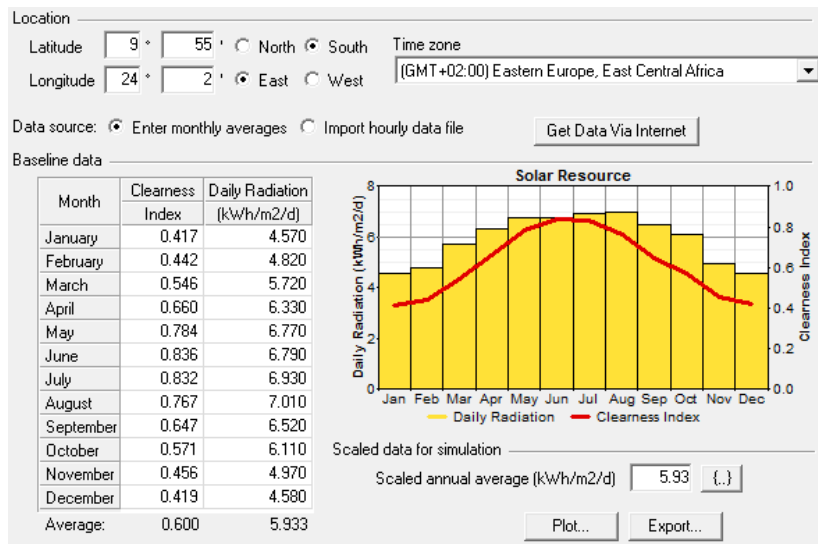 Location
Latitude 9 ° 55 ' North South
Time zone
Longitude 24 ° 2 ' East West
(GMT+02:00) Eastern Europe, East Central Africa
Data source: Enter monthly averages Import hourly data file
Get Data Via Internet
Baseline data
Month Clearness Index Daily Radiation (kWh/m2/d)
January 0.417 4.570
February 0.442 4.820
March 0.546 5.720
April 0.660 6.330
May 0.784 6.770
June 0.836 6.790
July 0.832 6.930
August 0.767 7.010
September 0.647 6.520
October 0.571 6.110
November 0.456 4.970
December 0.419 4.580
Average: 0.600 5.933
Solar Resource
Daily Radiation (kWh/m2/d)
8
6
4
2
0
1.0
0.8
0.6
0.4
0.2
0.0
Clearness Index
Jan Feb Mar Apr May Jun Jul Aug Sep Oct Nov Dec
Daily Radiation Clearness Index
Scaled data for simulation
Scaled annual average (kWh/m2/d) 5.93 {..}
Plot... Export...